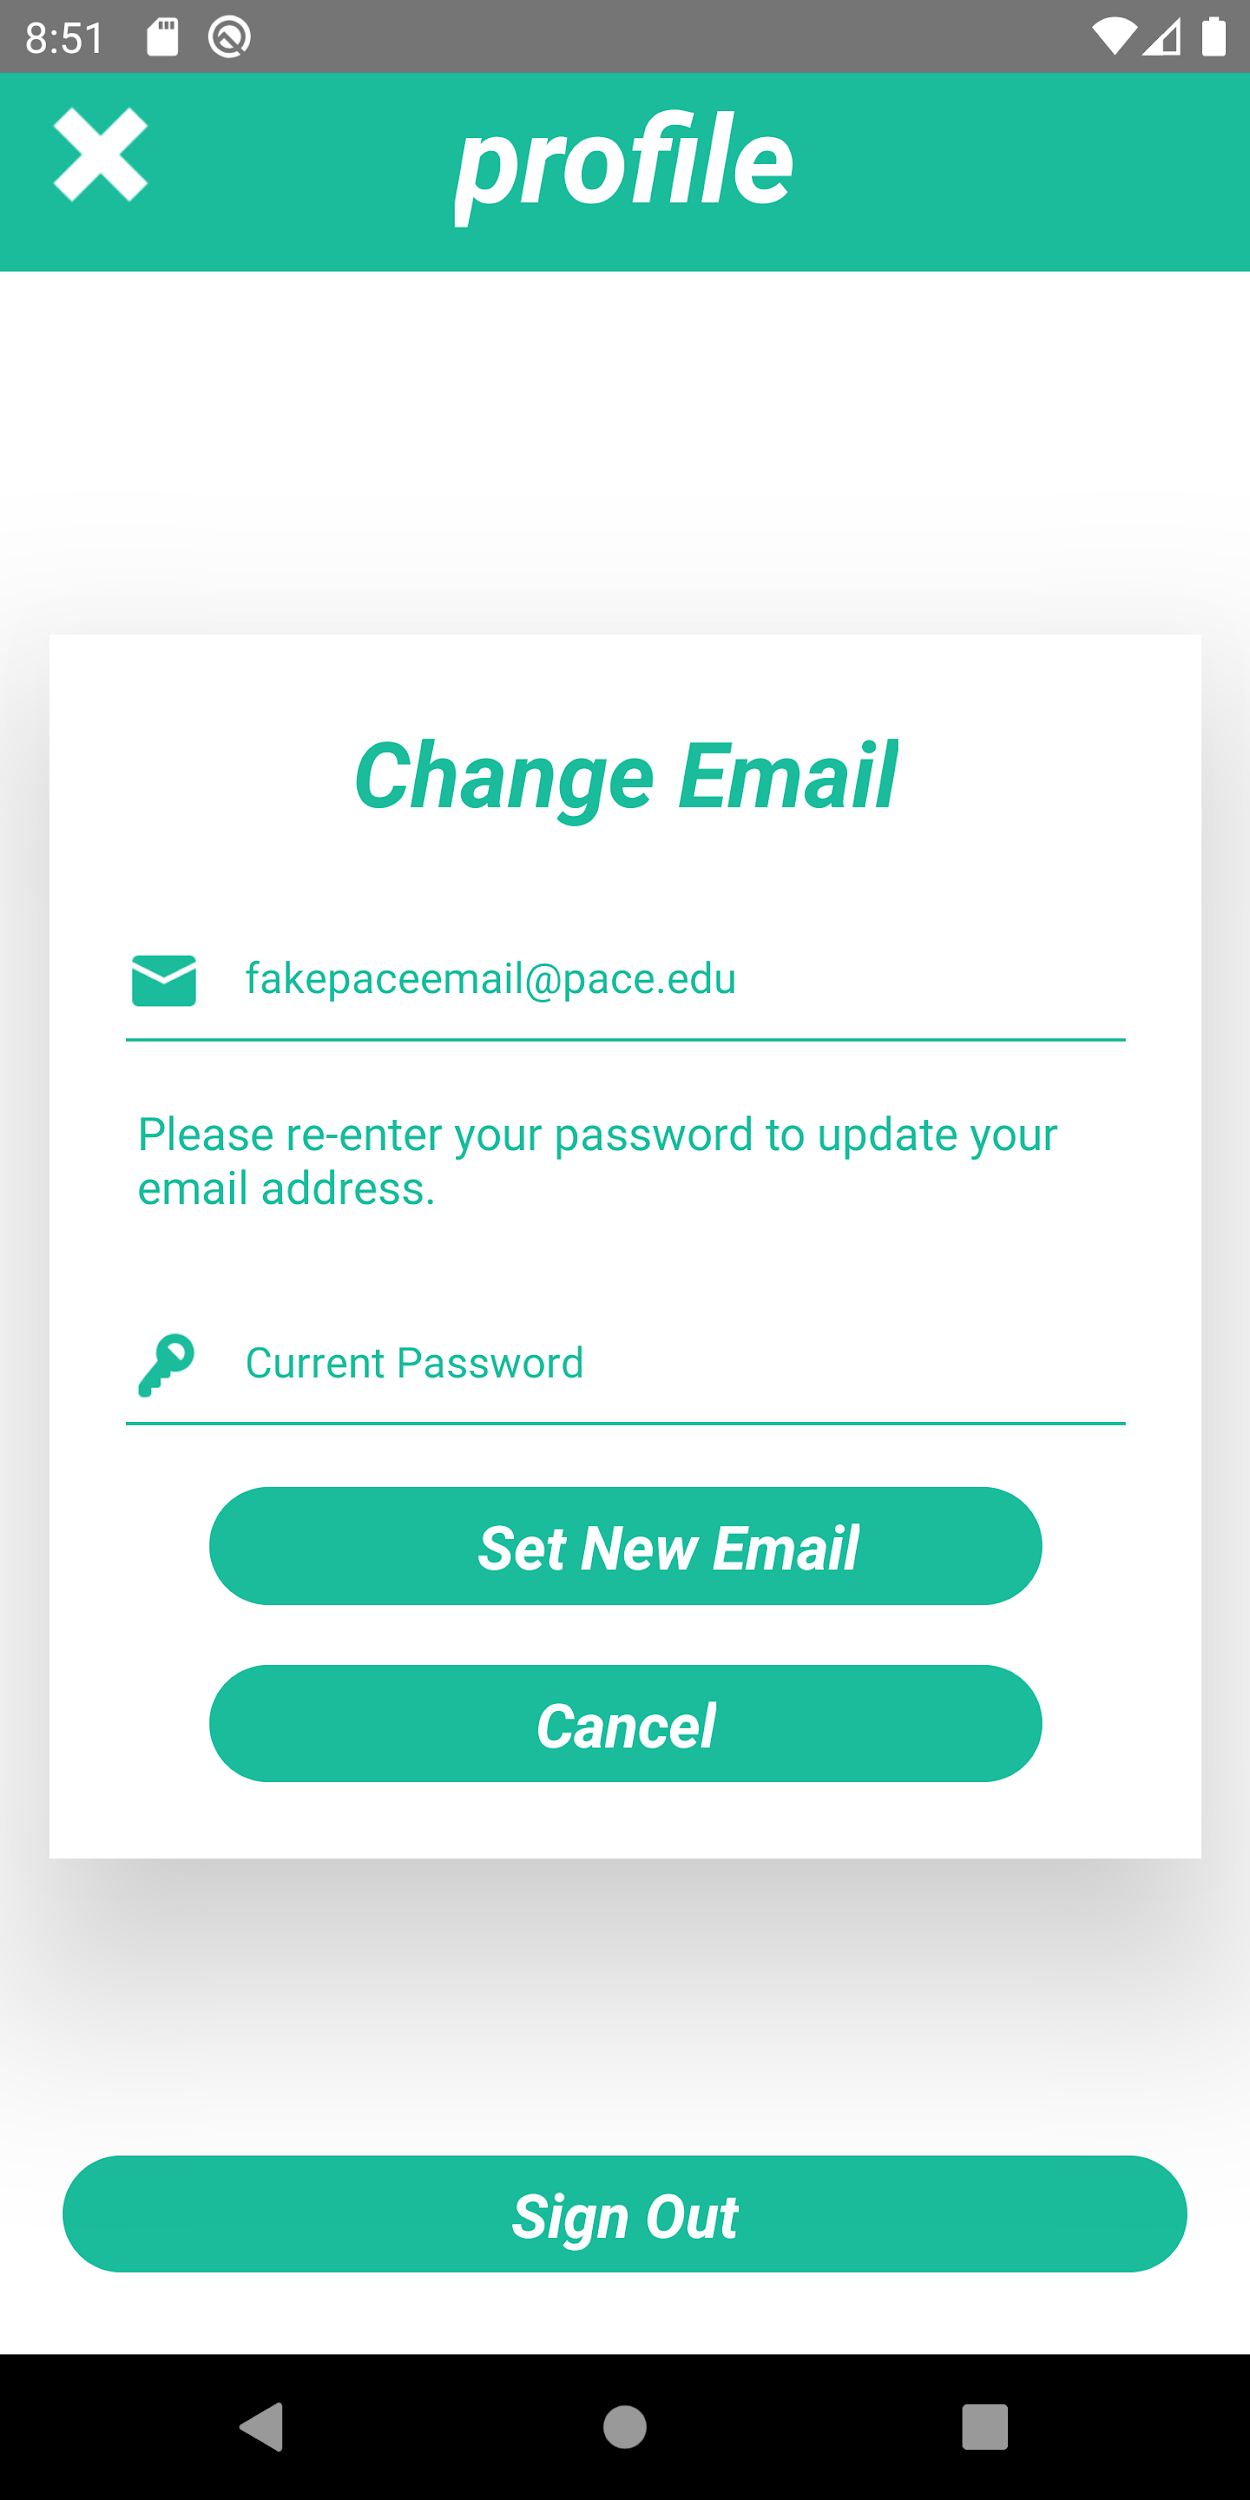 8:51
profile
Change Email
fakepaceemail@pace.edu
Please re-enter your password to update your
email address.
Current Password
Set New Email
Cancel
Sign Out